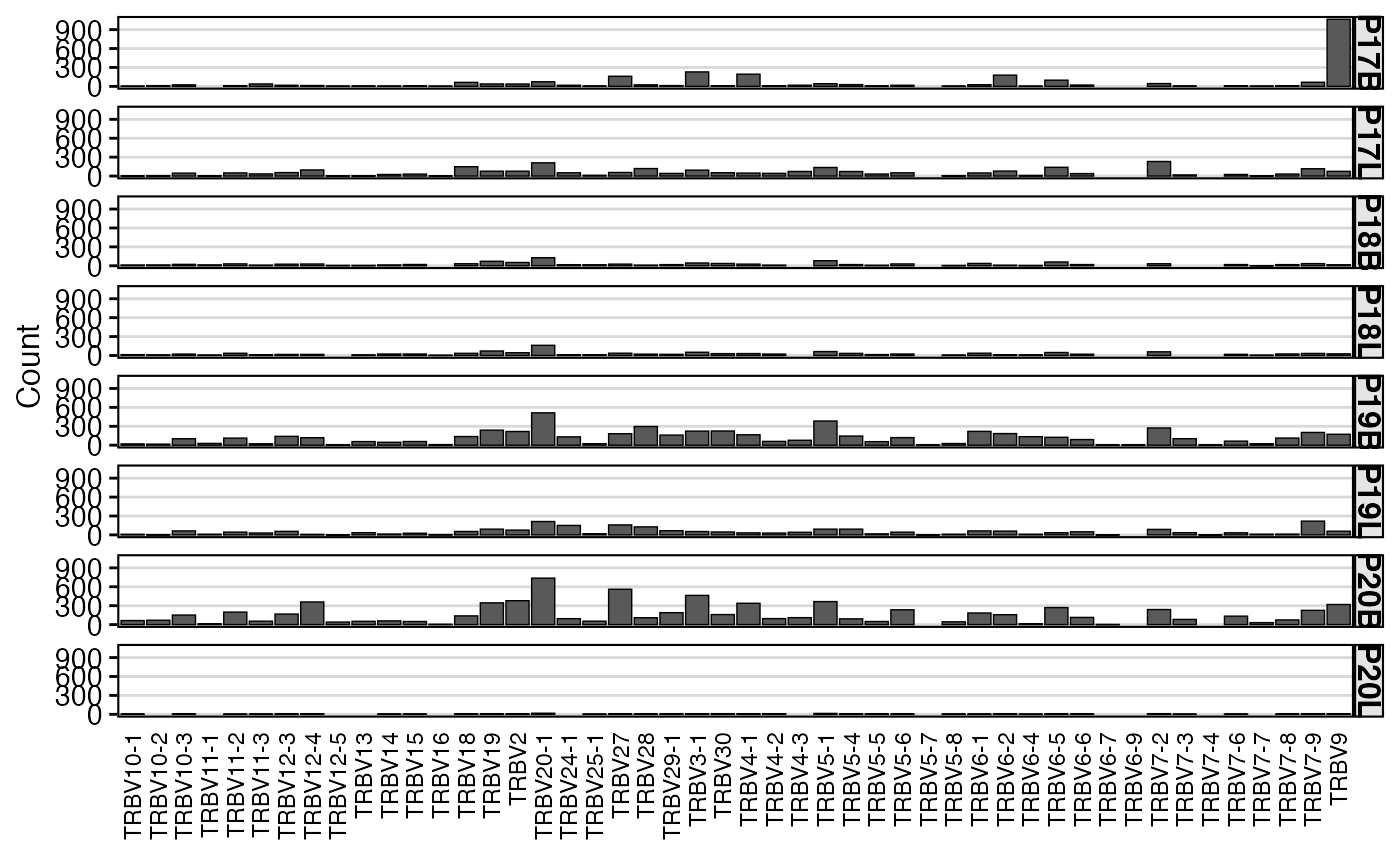 Count
900
600
300
0
P17B
900
600
300
0
P17L
900
600
300
0
P18B
900
600
300
0
P18L
900
600
300
0
P19B
900
600
300
0
P19L
900
600
300
0
P20B
900
600
300
0
P20L
TRBV10-1
TRBV10-2
TRBV10-3
TRBV11-1
TRBV11-2
TRBV11-3
TRBV12-3
TRBV12-4
TRBV12-5
TRBV13
TRBV14
TRBV15
TRBV16
TRBV18
TRBV19
TRBV2
TRBV20-1
TRBV24-1
TRBV25-1
TRBV27
TRBV28
TRBV29-1
TRBV3-1
TRBV30
TRBV4-1
TRBV4-2
TRBV4-3
TRBV5-1
TRBV5-4
TRBV5-5
TRBV5-6
TRBV5-7
TRBV5-8
TRBV6-1
TRBV6-2
TRBV6-4
TRBV6-5
TRBV6-6
TRBV6-7
TRBV6-9
TRBV7-2
TRBV7-3
TRBV7-4
TRBV7-6
TRBV7-7
TRBV7-8
TRBV7-9
TRBV9